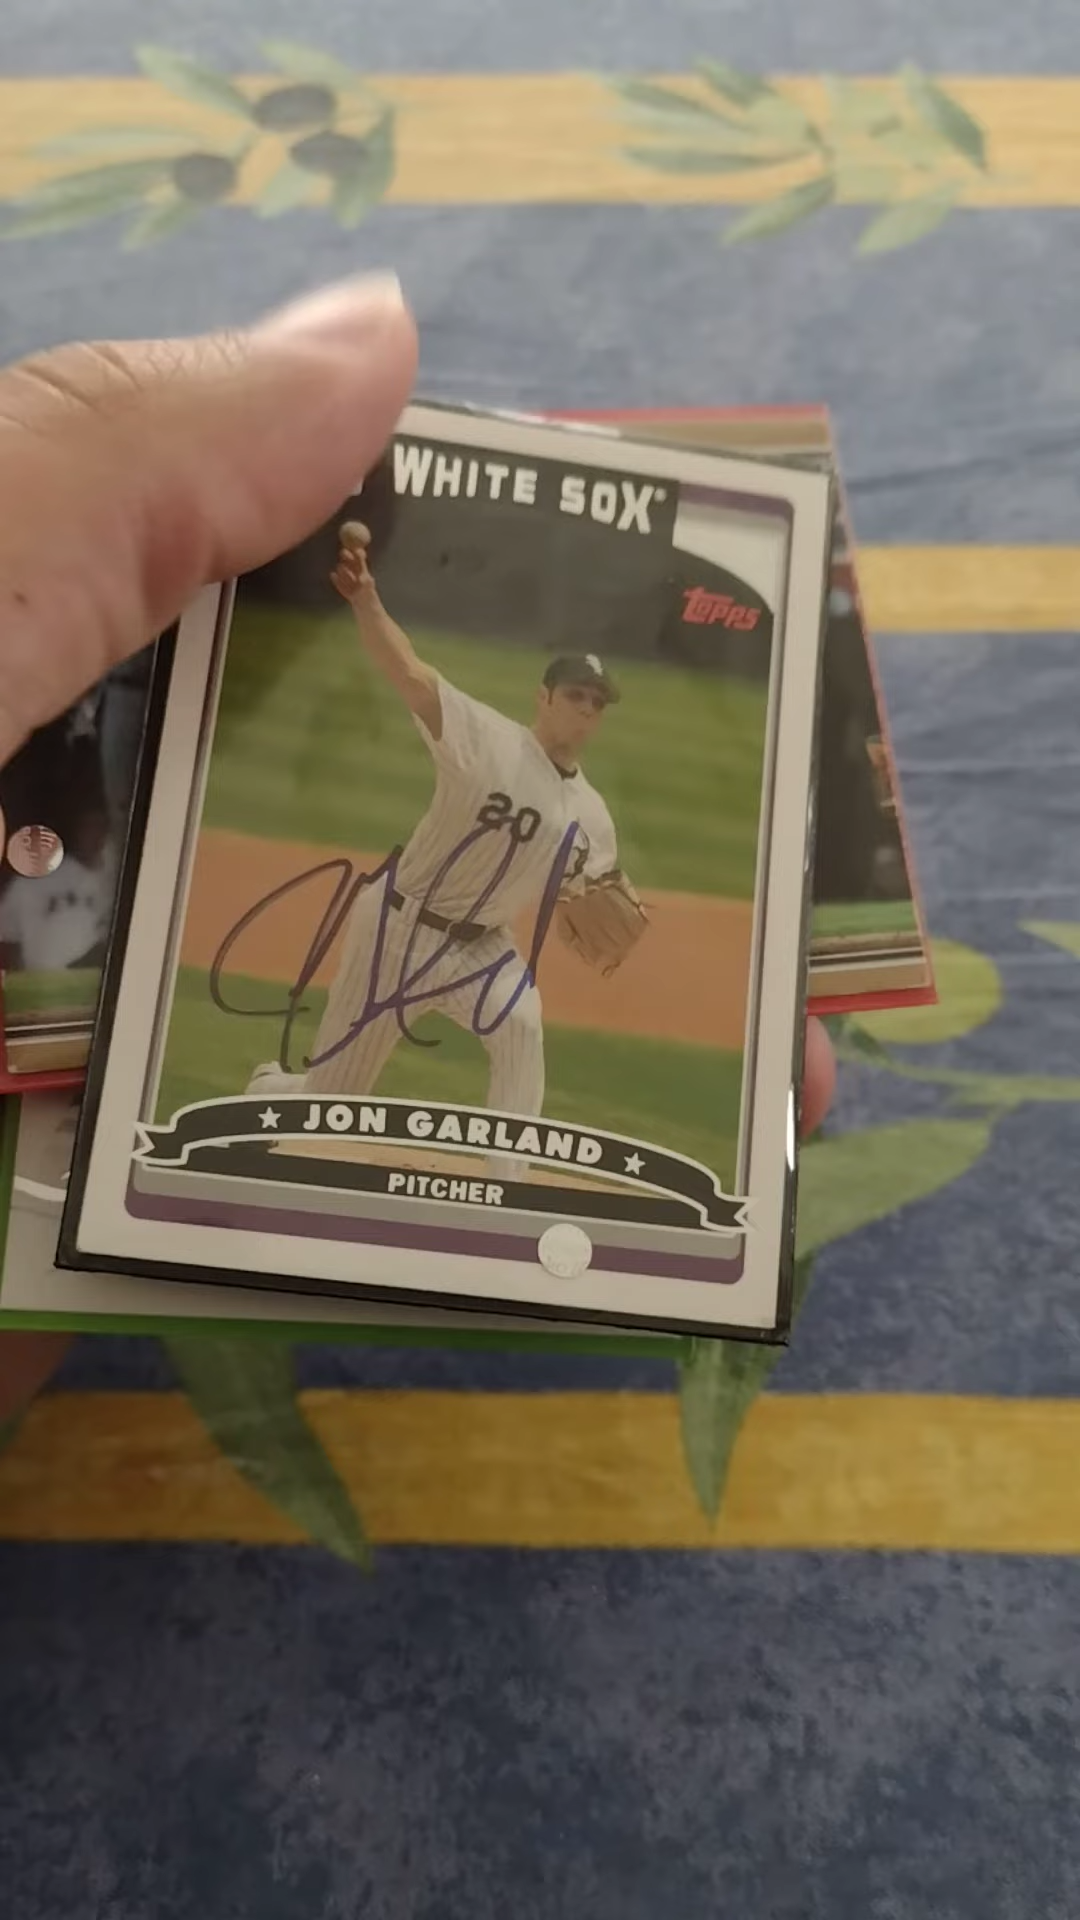 WHITE SOX
TOPPS
20
★ JON GARLAND ★
PITCHER